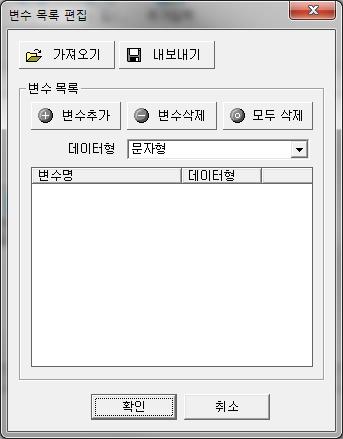 변수 목록 편집
가져오기 내보내기
변수 목록
변수추가 변수삭제 모두 삭제
데이터형 문자형
변수명 데이터형
확인 취소